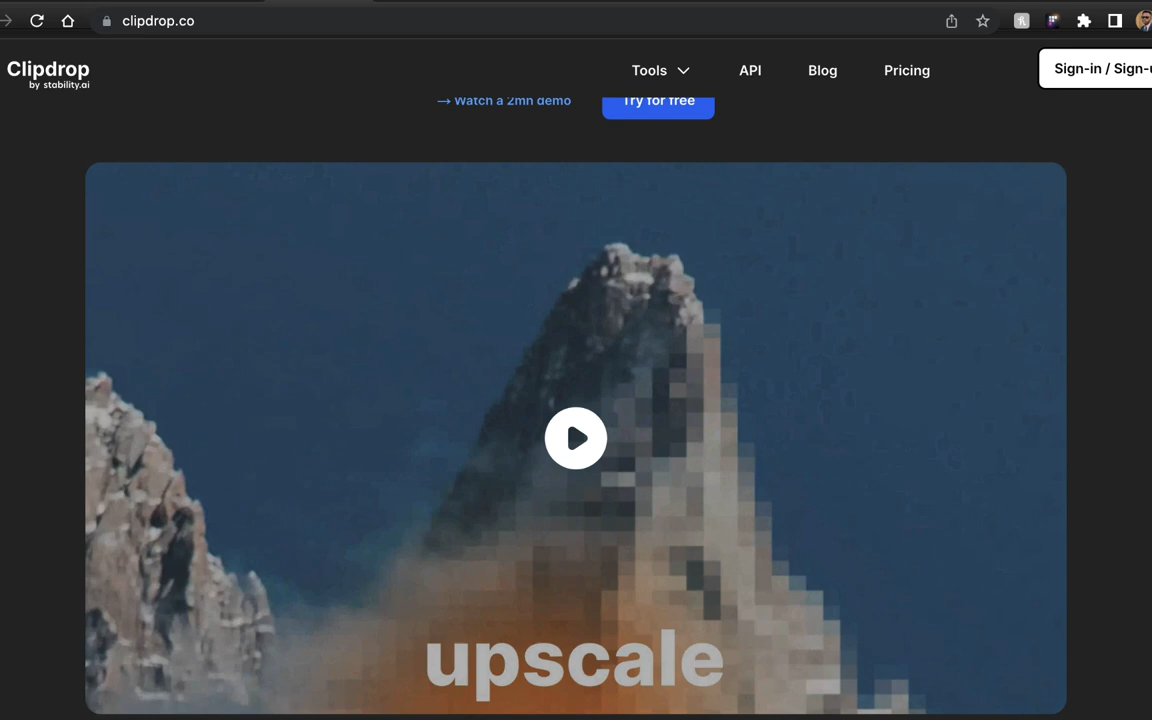 clipdrop.co
Clipdrop
by stability.ai
Tools
API
Blog
Pricing
Sign-in / Sign-
→ Watch a 2mn demo
Try for free
upscale